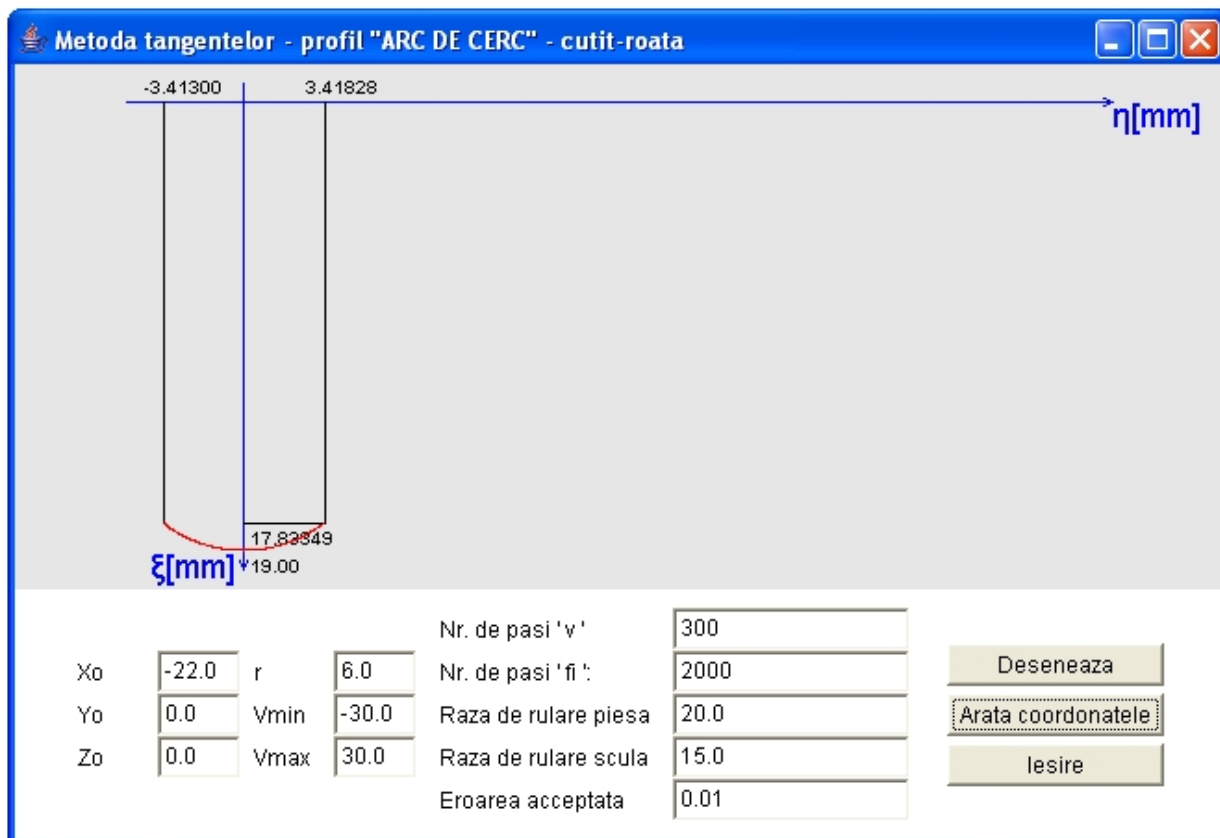 Metoda tangentelor - profil "ARC DE CERC" - cutit-roata
-3.41300 3.41828
η[mm]
17.83349
ξ[mm] 19.00
Nr. de pasi ' v ' 300
Xo -22.0 r 6.0 Nr. de pasi ' fi ': 2000 Deseneaza
Yo 0.0 Vmin -30.0 Raza de rulare piesa 20.0 Arata coordonatele
Zo 0.0 Vmax 30.0 Raza de rulare scula 15.0 Iesire
Eroarea acceptata 0.01